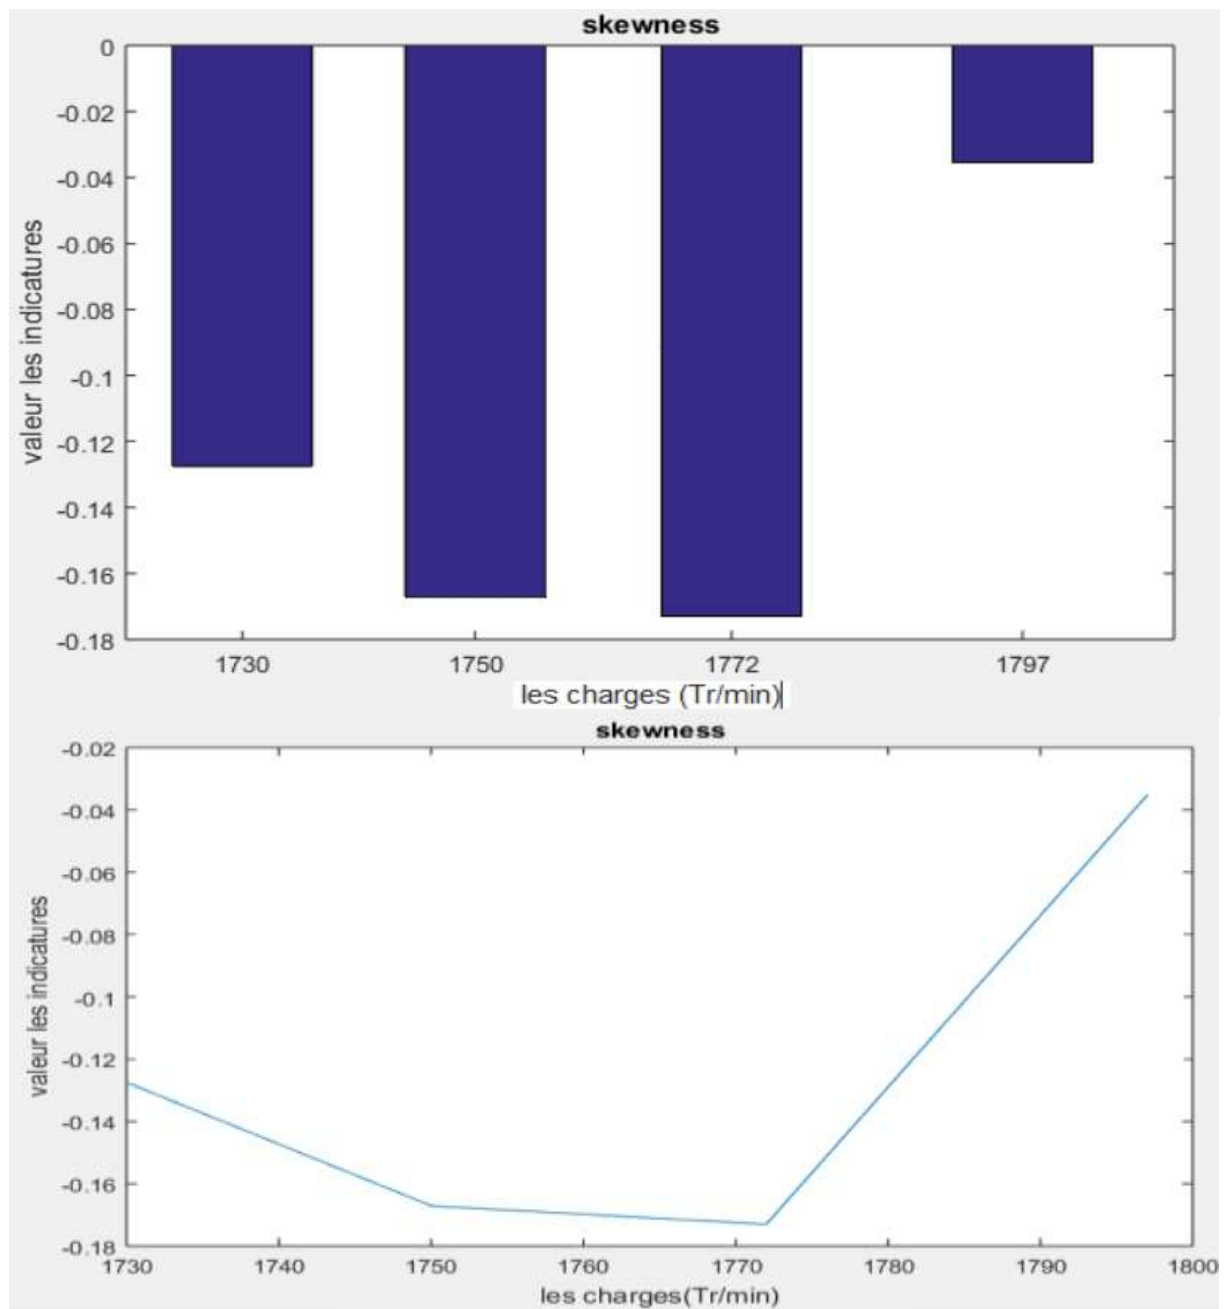 skewness
0
-0.02
-0.04
-0.06
-0.08
-0.1
-0.12
-0.14
-0.16
-0.18
valeur les indicatures
1730 1750 1772 1797
les charges (Tr/min)
skewness
-0.02
-0.04
-0.06
-0.08
-0.1
-0.12
-0.14
-0.16
-0.18
valeur les indicatures
1730 1740 1750 1760 1770 1780 1790 1800
les charges(Tr/min)